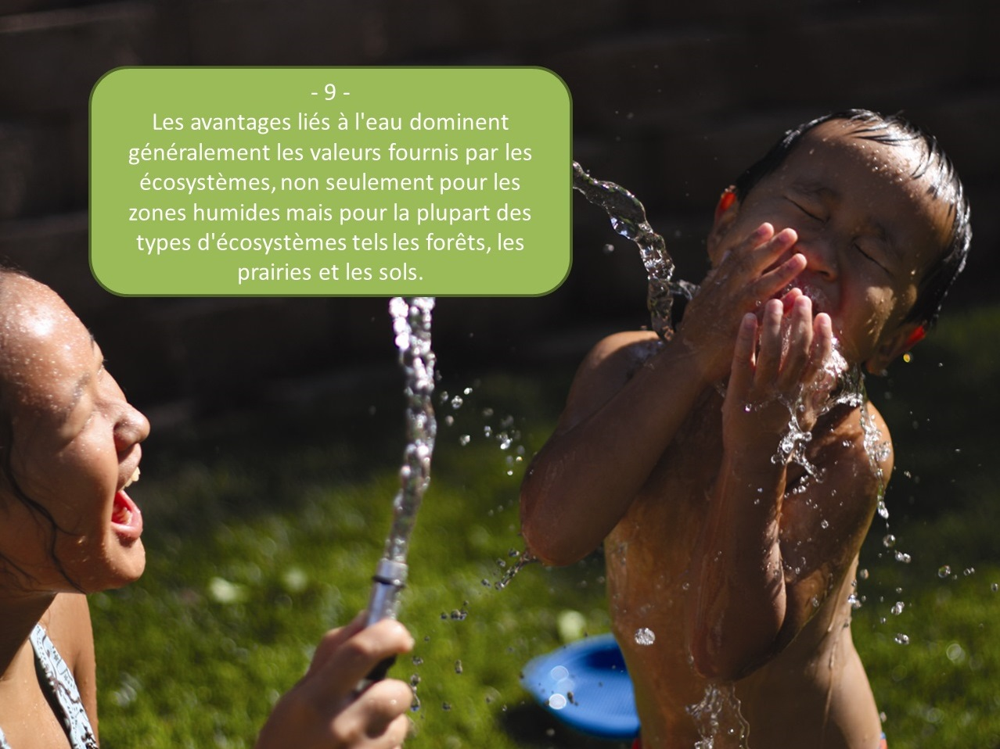 - 9 -
Les avantages liés à l'eau dominent
généralement les valeurs fournis par les
écosystèmes, non seulement pour les
zones humides mais pour la plupart des
types d'écosystèmes tels les forêts, les
prairies et les sols.